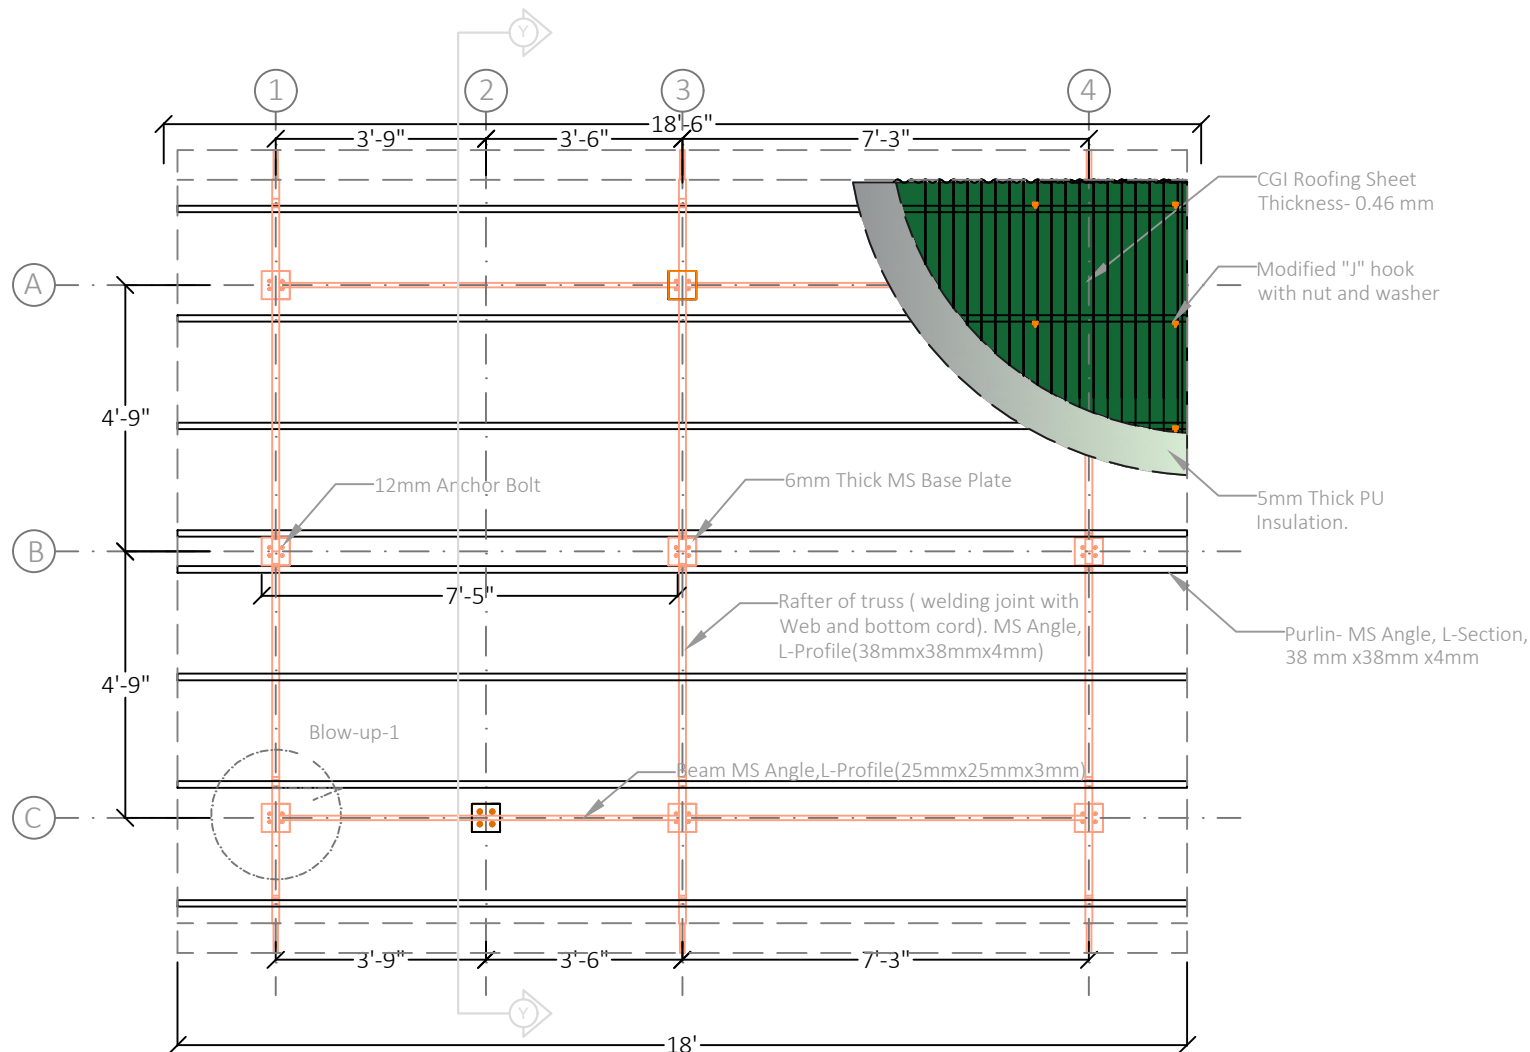 Y
1
2
3
4
18'-6"
3'-9"
3'-6"
7'-3"
CGI Roofing Sheet
Thickness- 0.46 mm
A
Modified "J" hook
with nut and washer
4'-9"
12mm Anchor Bolt
6mm Thick MS Base Plate
5mm Thick PU
Insulation.
B
7'-5"
Rafter of truss ( welding joint with
Web and bottom cord). MS Angle,
L-Profile(38mmx38mmx4mm)
Purlin- MS Angle, L-Section,
38 mm x38mm x4mm
4'-9"
Blow-up-1
Beam MS Angle,L-Profile(25mmx25mmx3mm)
C
3'-9"
3'-6"
7'-3"
Y
18'